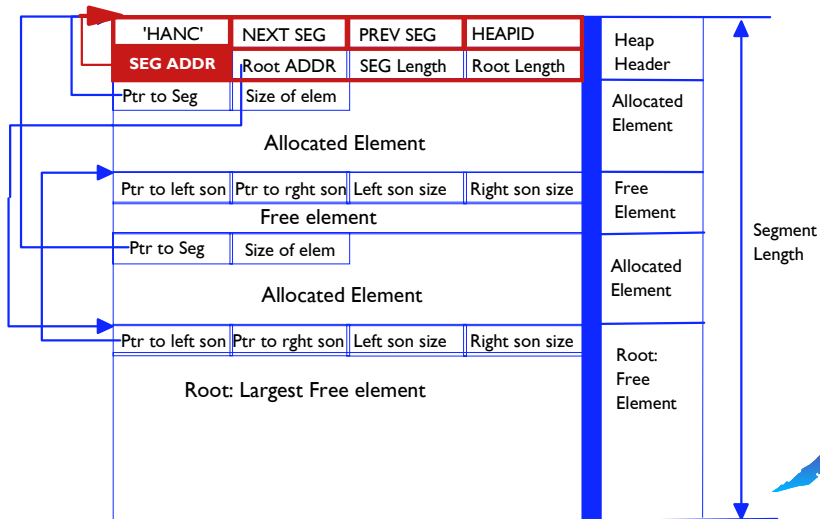 'HANC' NEXT SEG PREV SEG HEAPID
SEG ADDR Root ADDR SEG Length Root Length
Heap
Header
Ptr to Seg Size of elem
Allocated Element
Allocated
Element
Ptr to left son Ptr to rght son Left son size Right son size
Free element
Free
Element
Ptr to Seg Size of elem
Allocated Element
Allocated
Element
Segment
Length
Ptr to left son Ptr to rght son Left son size Right son size
Root: Largest Free element
Root:
Free
Element